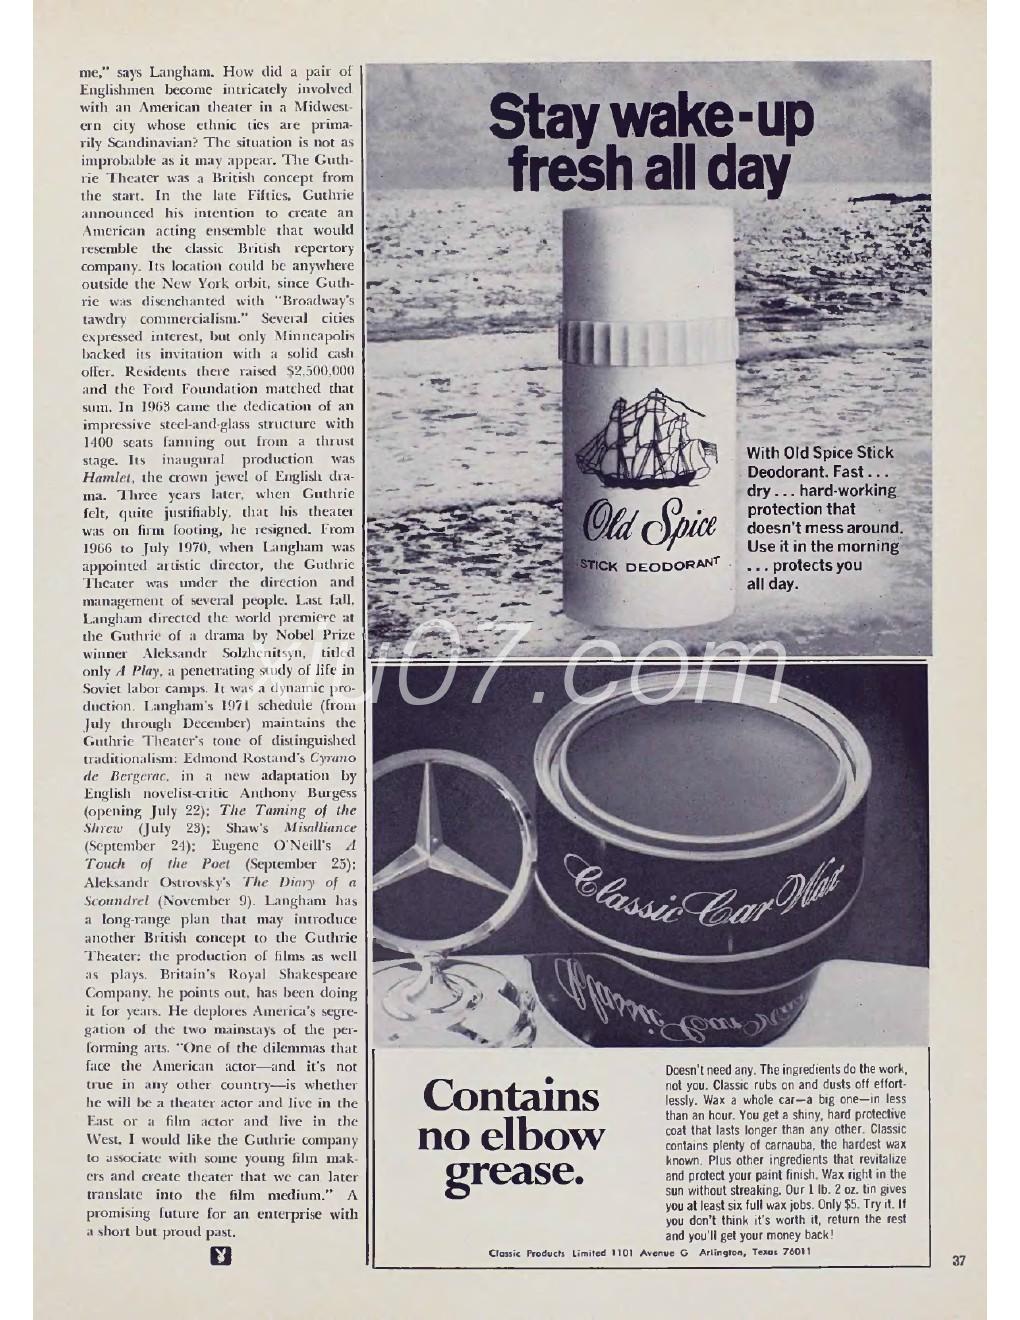 me," says Langham. How did a pair of
Englishmen become intricately involved
with an American theater in a Midwest-
ern city whose ethnic ties are prima-
rily Scandinavian? The situation is not as
improbable as it may appear. The Guth-
rie Theater was a British concept from
the start. In the late Fifties, Guthrie
announced his intention to create an
American acting ensemble that would
resemble the classic British repertory
company. Its location could be anywhere
outside the New York orbit, since Guth-
rie was disenchanted with "Broadway's
tawdry commercialism." Several cities
expressed interest, but only Minneapolis
backed its invitation with a solid cash
offer. Residents there raised $2,500,000
and the Ford Foundation matched that
sum. In 1963 came the dedication of an
impressive steel-and-glass structure with
1400 seats fanning out from a thrust
stage. Its inaugural production was
Hamlet, the crown jewel of English dra-
ma. Three years later, when Guthrie
felt, quite justifiably, that his theater
was on firm footing, he resigned. From
1966 to July 1970, when Langham was
appointed artistic director, the Guthrie
Theater was under the direction and
management of several people. Last fall,
Langham directed the world premiere at
the Guthrie of a drama by Nobel Prize
winner Aleksandr Solzhenitsyn, titled
only A Play, a penetrating study of life in
Soviet labor camps. It was a dynamic pro-
duction. Langham's 1971 schedule (from
July through December) maintains the
Guthrie Theater's tone of distinguished
traditionalism: Edmond Rostand's Cyrano
de Bergerac, in a new adaptation by
English novelist-critic Anthony Burgess
(opening July 22); The Taming of the
Shrew (July 23); Shaw's Misalliance
(September 24); Eugene O'Neill's A
Touch of the Poet (September 25);
Aleksandr Ostrovsky's The Diary of a
Scoundrel (November 9). Langham has
a long-range plan that may introduce
another British concept to the Guthrie
Theater: the production of films as well
as plays. Britain's Royal Shakespeare
Company, he points out, has been doing
it for years. He deplores America's segre-
gation of the two mainstays of the per-
forming arts. "One of the dilemmas that
face the American actor—and it's not
true in any other country—is whether
he will be a theater actor and live in the
East or a film actor and live in the
West. I would like the Guthrie company
to associate with some young film mak-
ers and create theater that we can later
translate into the film medium." A
promising future for an enterprise with
a short but proud past.
Stay wake-up
fresh all day
Old Spice
STICK DEODORANT
With Old Spice Stick
Deodorant. Fast...
dry... hard-working
protection that
doesn't mess around.
Use it in the morning
... protects you
all day.
xiu07.com
Classic Car Wax
Classic Car Wax
Contains
no elbow
grease.
Doesn't need any. The ingredients do the work,
not you. Classic rubs on and dusts off effort-
lessly. Wax a whole car—a big one—in less
than an hour. You get a shiny, hard protective
coat that lasts longer than any other. Classic
contains plenty of carnauba, the hardest wax
known. Plus other ingredients that revitalize
and protect your paint finish. Wax right in the
sun without streaking. Our 1 lb. 2 oz. tin gives
you at least six full wax jobs. Only $5. Try it. If
you don't think it's worth it, return the rest
and you'll get your money back!
Classic Products Limited 1101 Avenue G Arlington, Texas 76011
37